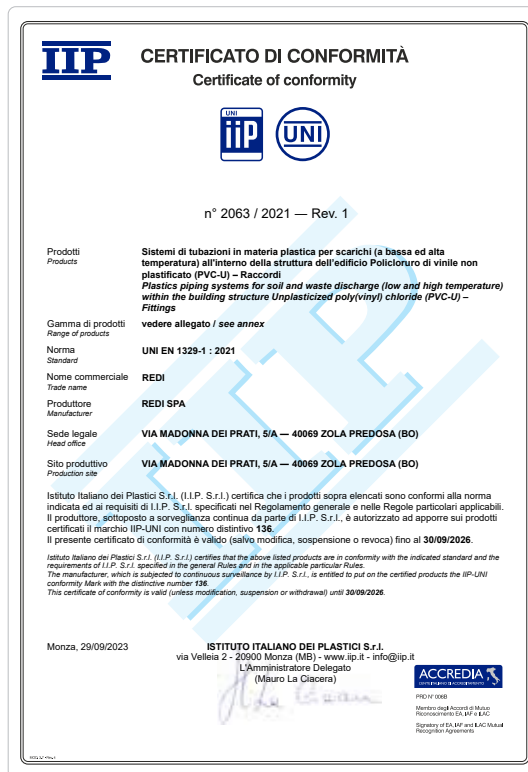 IIP
CERTIFICATO DI CONFORMITÀ
Certificate of conformity
UNI
iiP
UNI
n° 2063 / 2021 — Rev. 1
Prodotti
Products
Sistemi di tubazioni in materia plastica per scarichi (a bassa ed alta
temperatura) all'interno della struttura dell'edificio Policloruro di vinile non
plastificato (PVC-U) – Raccordi
Plastics piping systems for soil and waste discharge (low and high temperature)
within the building structure Unplasticized poly(vinyl) chloride (PVC-U) –
Fittings
Gamma di prodotti
Range of products
vedere allegato / see annex
Norma
Standard
UNI EN 1329-1 : 2021
Nome commerciale
Trade name
REDI
Produttore
Manufacturer
REDI SPA
Sede legale
Head office
VIA MADONNA DEI PRATI, 5/A — 40069 ZOLA PREDOSA (BO)
Sito produttivo
Production site
VIA MADONNA DEI PRATI, 5/A — 40069 ZOLA PREDOSA (BO)
Istituto Italiano dei Plastici S.r.l. (I.I.P. S.r.l.) certifica che i prodotti sopra elencati sono conformi alla norma
indicata ed ai requisiti di I.I.P. S.r.l. specificati nel Regolamento generale e nelle Regole particolari applicabili.
Il produttore, sottoposto a sorveglianza continua da parte di I.I.P. S.r.l., è autorizzato ad apporre sui prodotti
certificati il marchio IIP-UNI con numero distintivo 136.
Il presente certificato di conformità è valido (salvo modifica, sospensione o revoca) fino al 30/09/2026.
Istituto Italiano dei Plastici S.r.l. (I.I.P. S.r.l.) certifies that the above listed products are in conformity with the indicated standard and the
requirements of I.I.P. S.r.l. specified in the general Rules and in the applicable particular Rules.
The manufacturer, which is subjected to continuous surveillance by I.I.P. S.r.l., is entitled to put on the certified products the IIP-UNI
conformity Mark with the distinctive number 136.
This certificate of conformity is valid (unless modification, suspension or withdrawal) until 30/09/2026.
Monza, 29/09/2023
ISTITUTO ITALIANO DEI PLASTICI S.r.l.
via Velleia 2 - 20900 Monza (MB) - www.iip.it - info@iip.it
L'Amministratore Delegato
(Mauro La Ciacera)
ACCREDIA
L'ENTE ITALIANO DI ACCREDITAMENTO
PRD N° 006B
Membro degli Accordi di Mutuo
Riconoscimento EA, IAF e ILAC
Signatory of EA, IAF and ILAC Mutual
Recognition Agreements